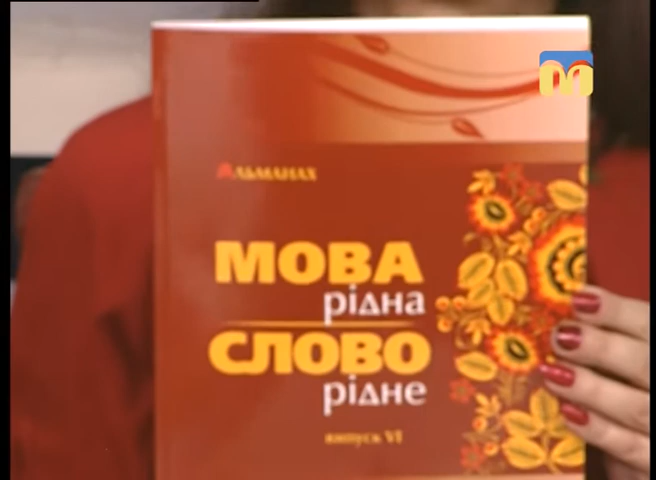 Альманах
МОВА
рідна
СЛОВО
рідне
випуск VI